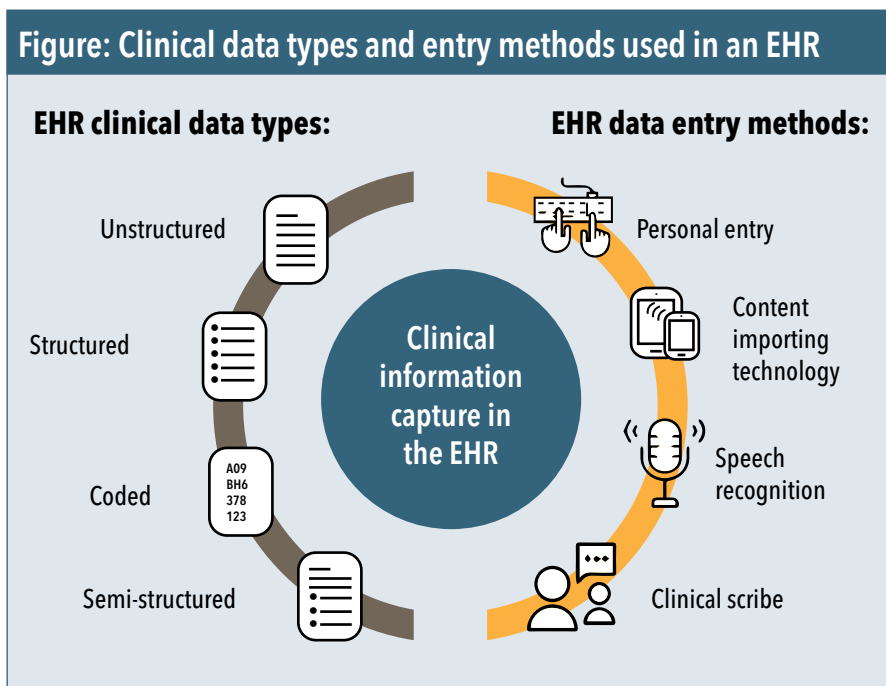 Figure: Clinical data types and entry methods used in an EHR
EHR clinical data types:
Unstructured
Structured
Coded
A09
BH6
378
123
Semi-structured
Clinical
information
capture in
the EHR
EHR data entry methods:
Personal entry
Content
importing
technology
Speech
recognition
Clinical scribe